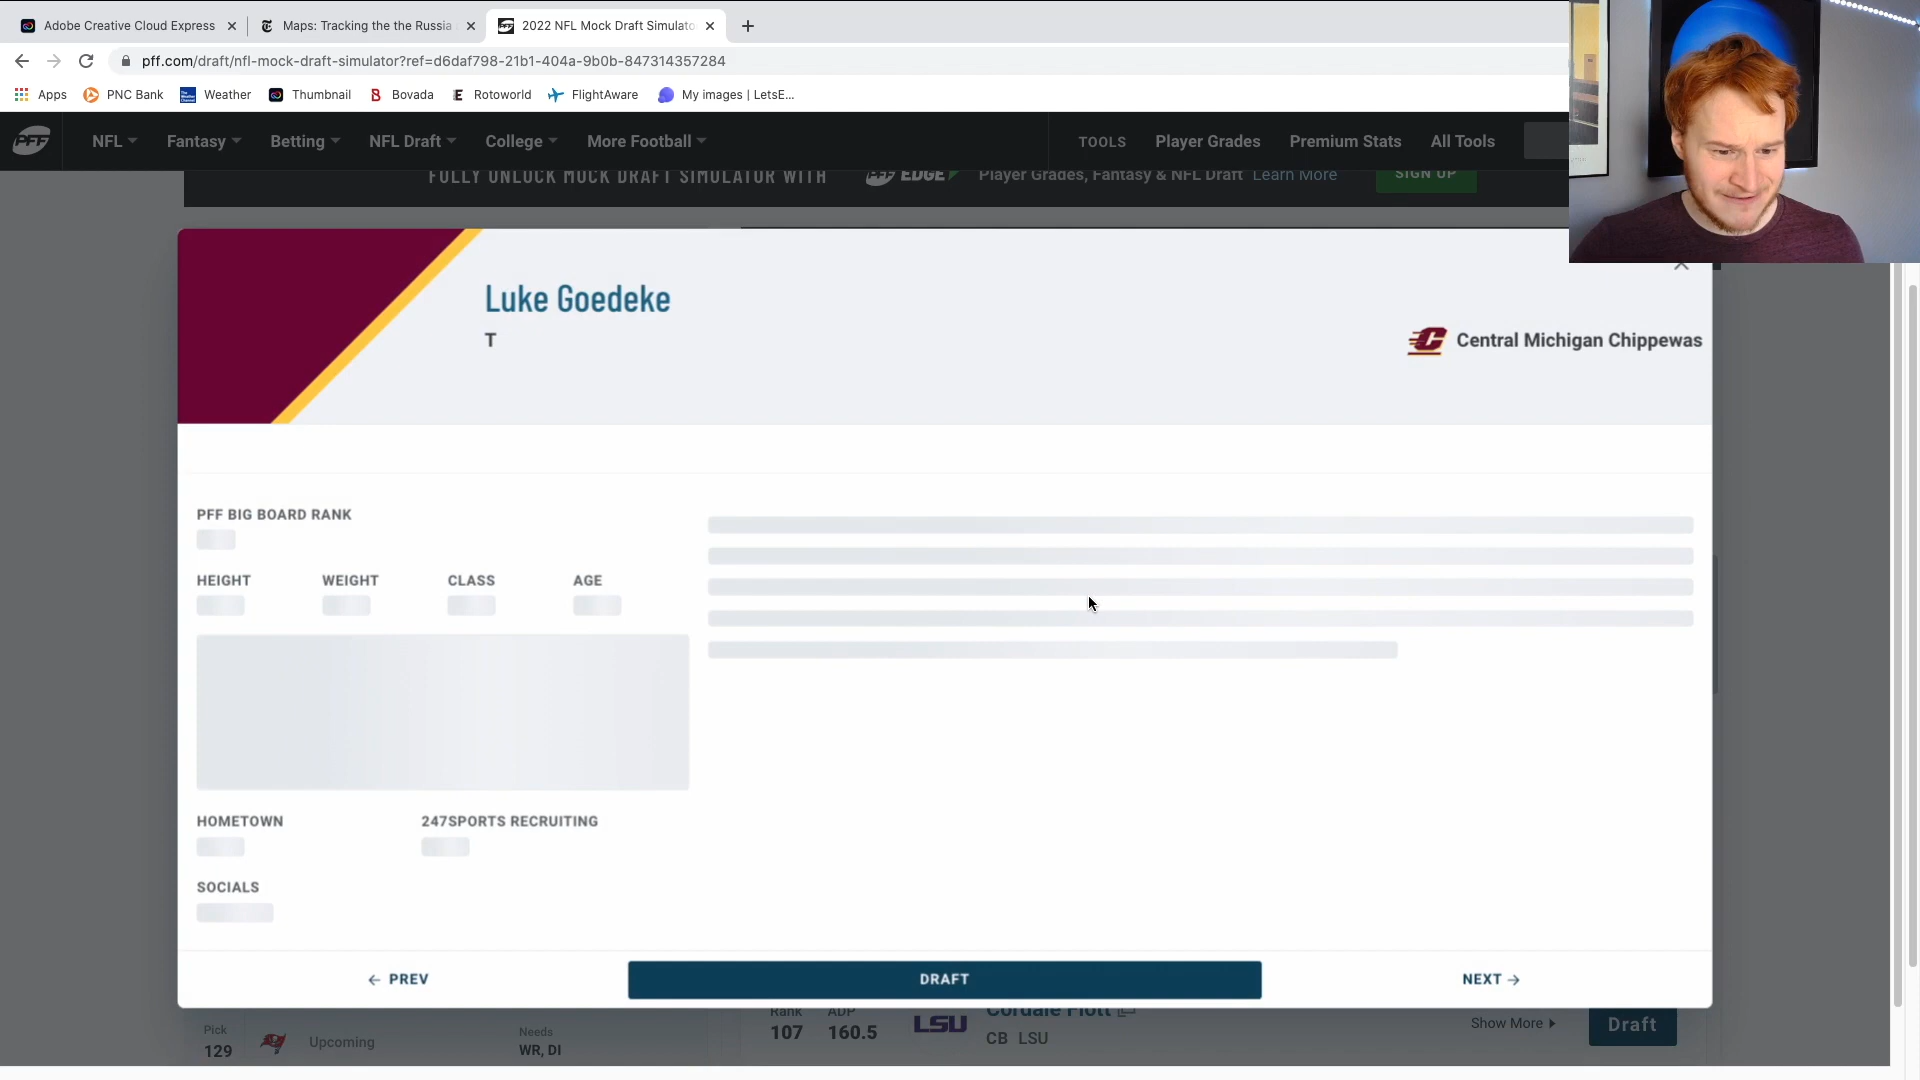 Adobe Creative Cloud Express
Maps: Tracking the the Russia
2022 NFL Mock Draft Simulato
pff.com/draft/nfl-mock-draft-simulator?ref=d6daf798-21b1-404a-9b0b-847314357284
Apps PNC Bank Weather Thumbnail Bovada Rotoworld FlightAware My images | LetsE...
PFF NFL Fantasy Betting NFL Draft College More Football TOOLS Player Grades Premium Stats All Tools
FULLY UNLOCK MOCK DRAFT SIMULATOR WITH PFF EDGE Player Grades, Fantasy & NFL Draft Learn More SIGN UP
Luke Goedeke
T
Central Michigan Chippewas
PFF BIG BOARD RANK
HEIGHT WEIGHT CLASS AGE
HOMETOWN 247SPORTS RECRUITING
SOCIALS
← PREV DRAFT NEXT →
Pick
129
Upcoming
Needs
WR, DI
Rank
107
ADP
160.5
LSU
Cordale Flott
CB LSU
Show More
Draft